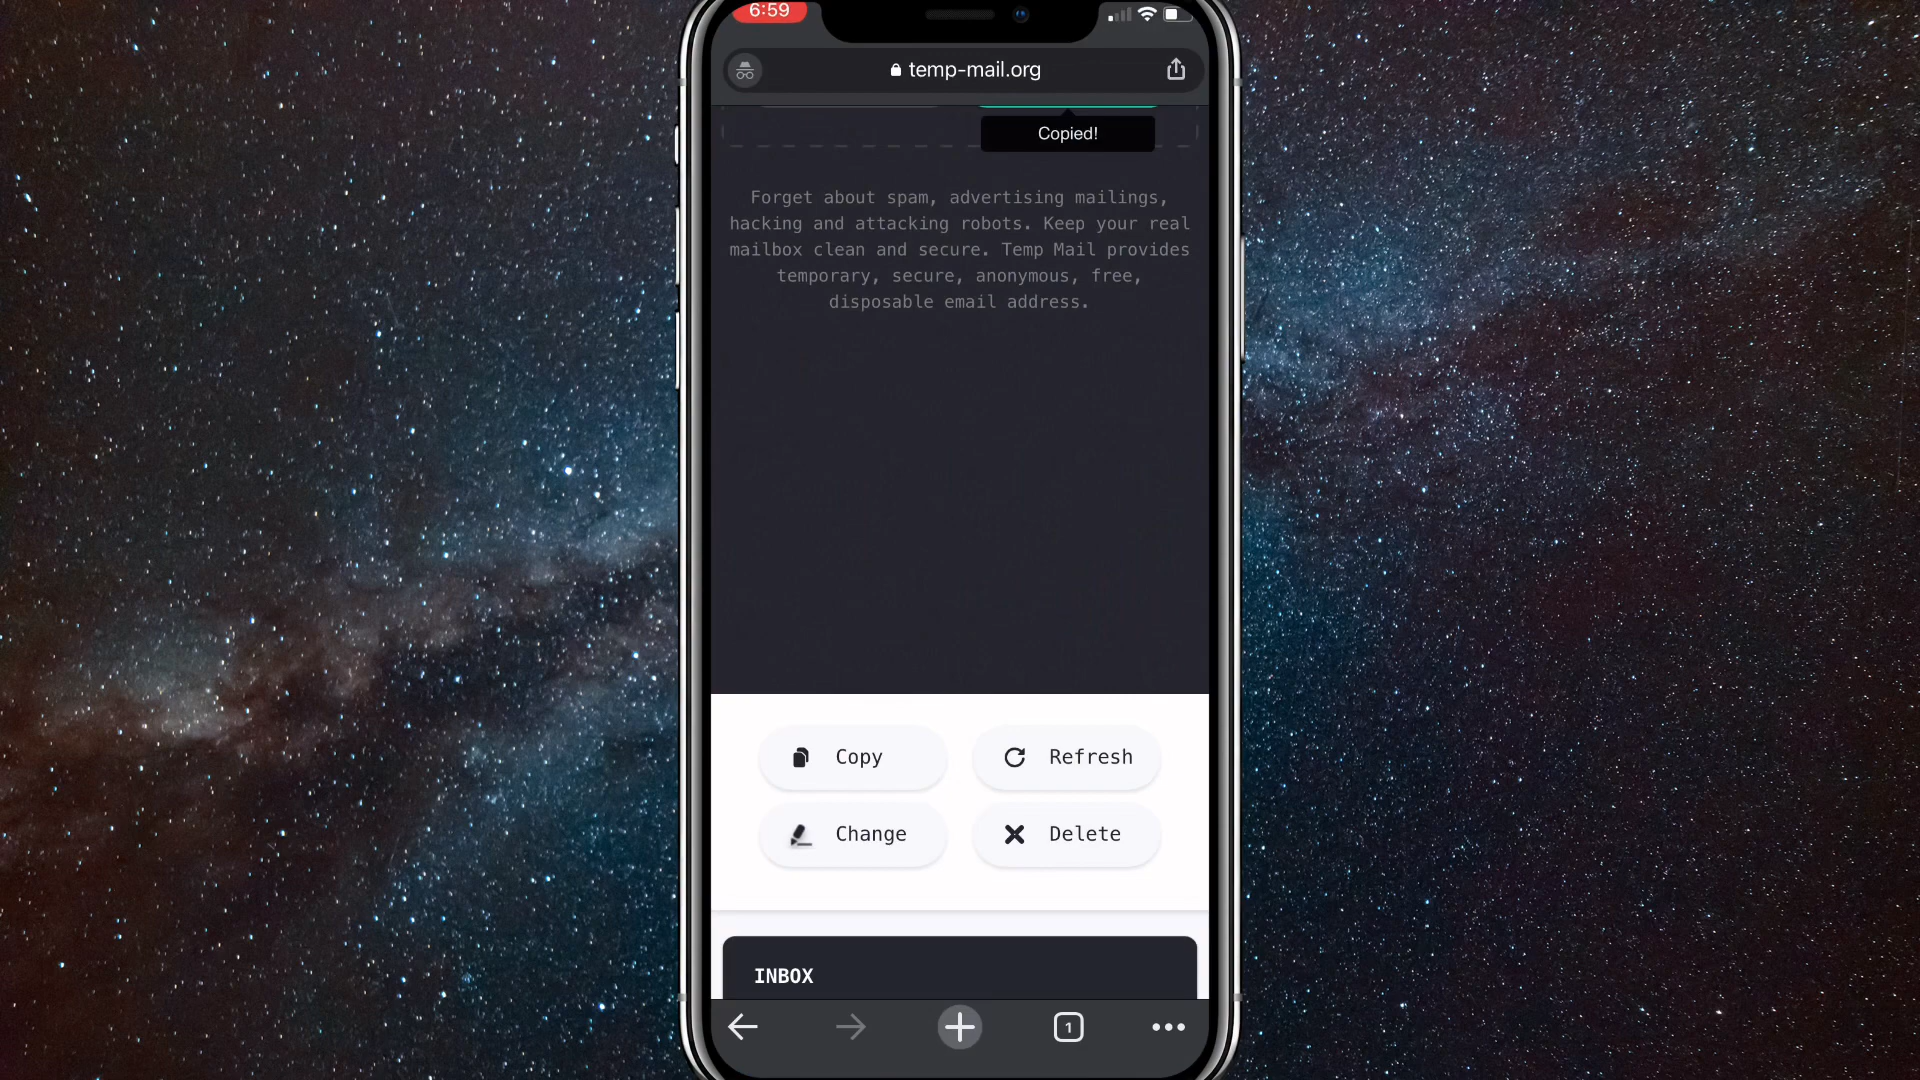 6:59
temp-mail.org
Copied!
Forget about spam, advertising mailings,
hacking and attacking robots. Keep your real
mailbox clean and secure. Temp Mail provides
temporary, secure, anonymous, free,
disposable email address.
Copy
Refresh
Change
Delete
INBOX
1